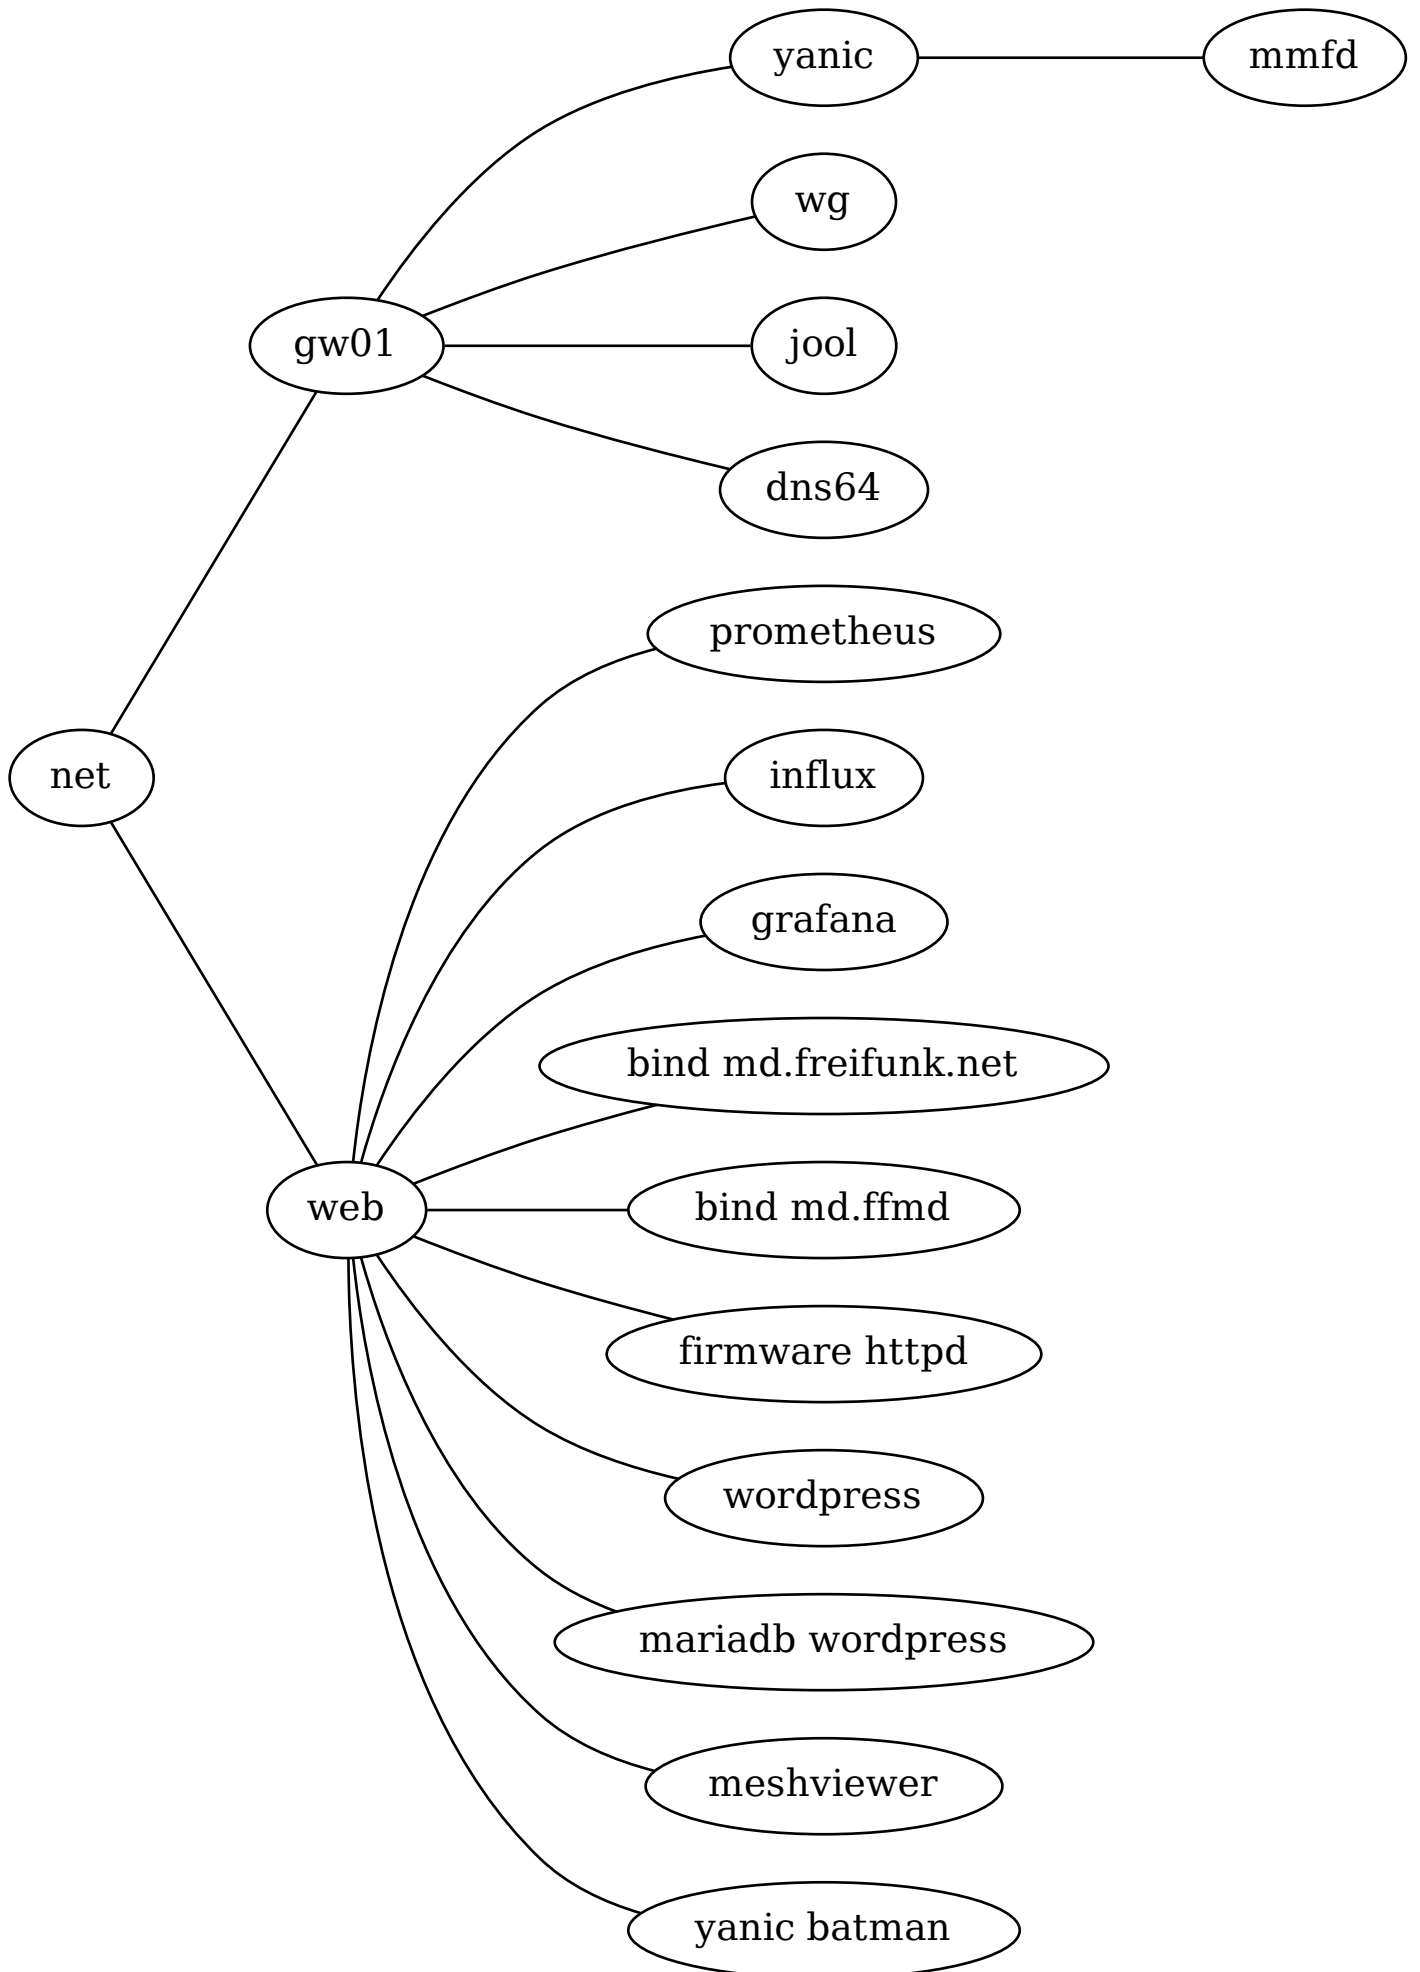 yanic
mmfd
wg
gw01
jool
dns64
prometheus
net
influx
grafana
bind md.freifunk.net
web
bind md.ffmd
firmware httpd
wordpress
mariadb wordpress
meshviewer
yanic batman